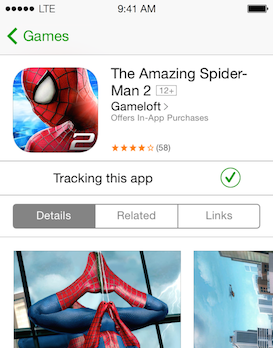 LTE 9:41 AM
Games
The Amazing Spider-
Man 2 12+
Gameloft
Offers In-App Purchases
(58)
2
Tracking this app
Details Related Links